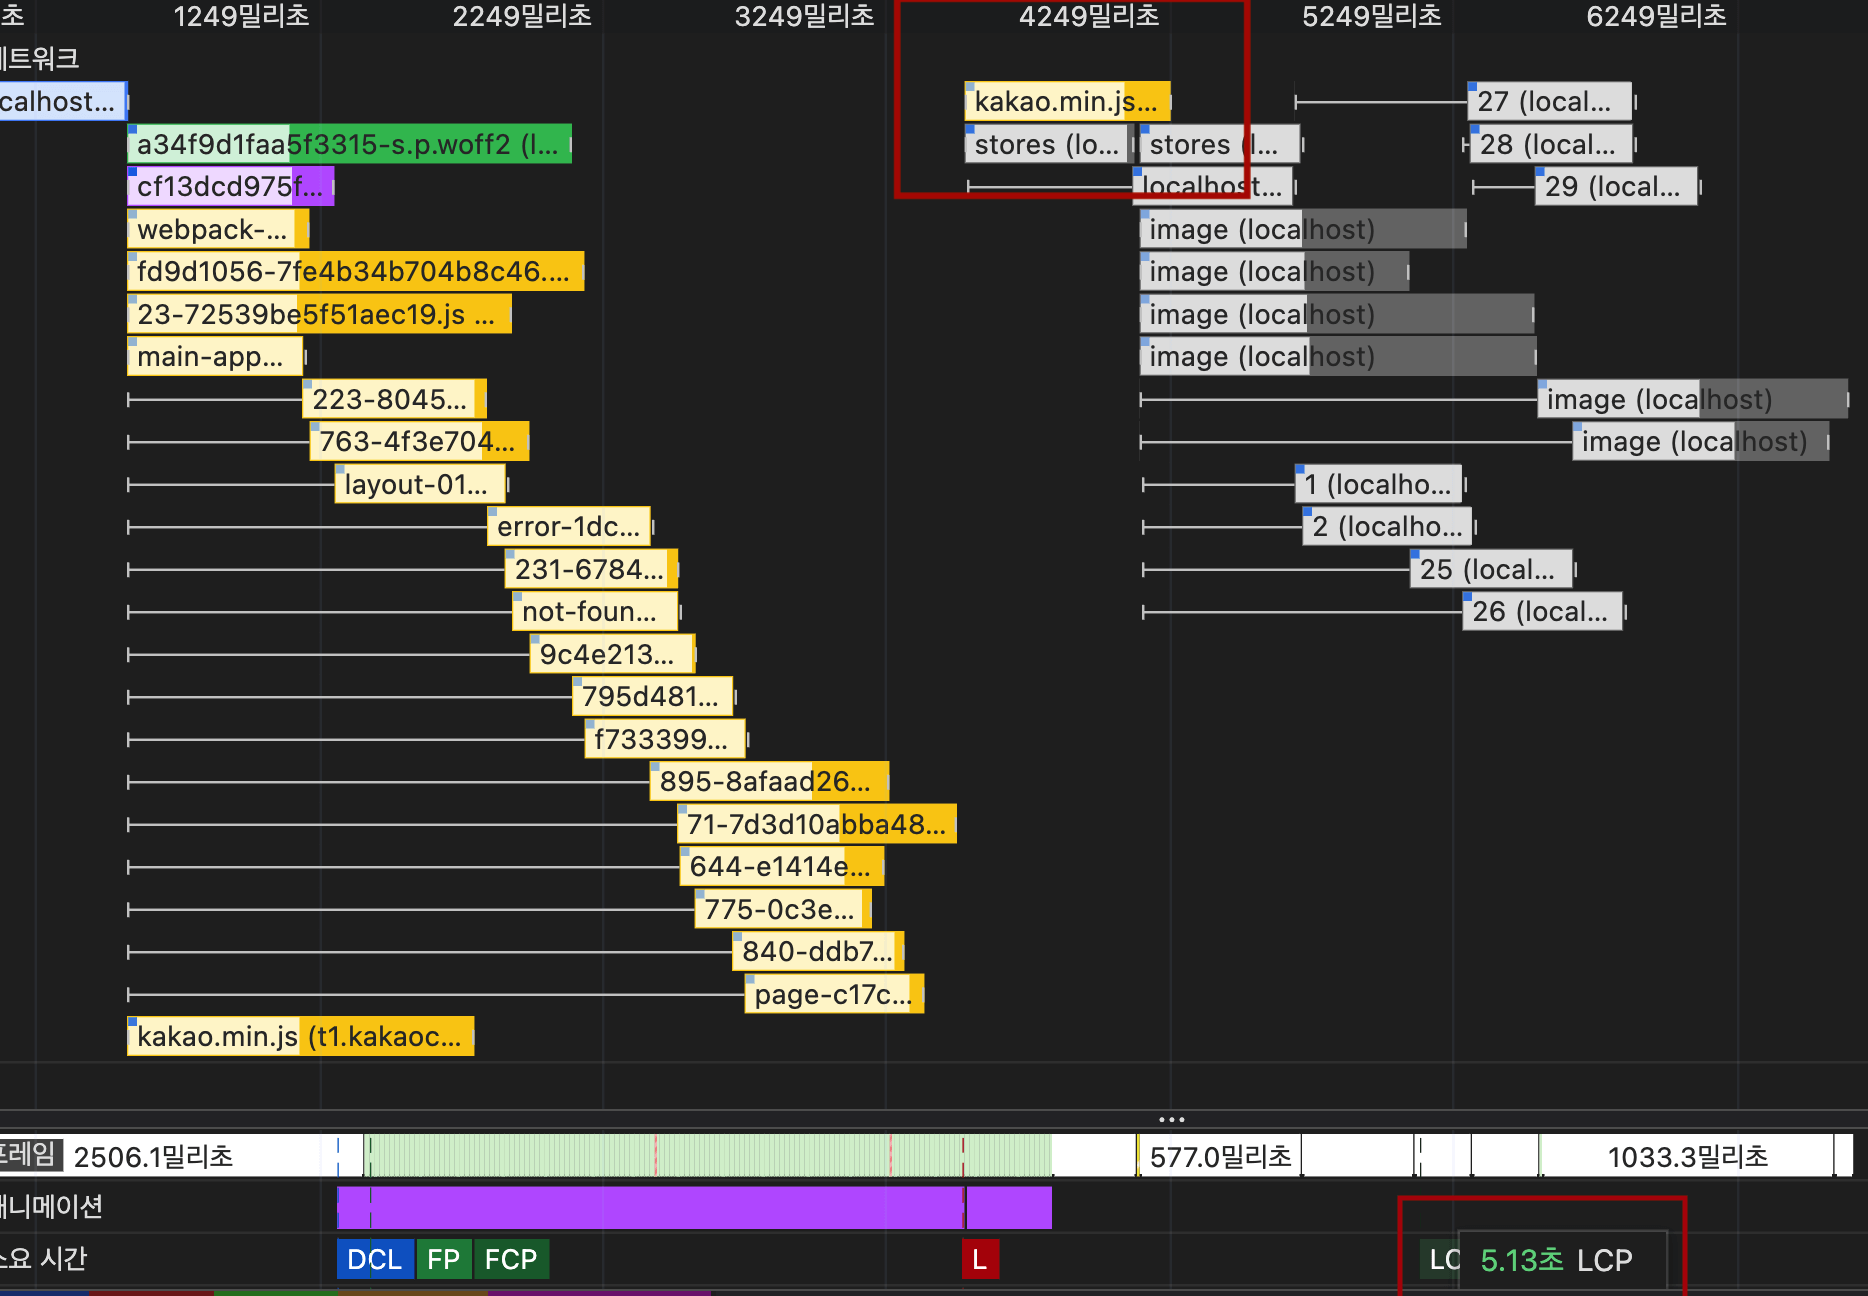 초 1249밀리초 2249밀리초 3249밀리초 4249밀리초 5249밀리초 6249밀리초
네트워크
calhost... kakao.min.js... 27 (local...
a34f9d1faa5f3315-s.p.woff2 (l... stores (lo... stores (l... 28 (local...
cf13dcd975f... localhost... 29 (local...
webpack-... image (localhost)
fd9d1056-7fe4b34b704b8c46.... image (localhost)
23-72539be5f51aec19.js ... image (localhost)
main-app... image (localhost)
223-8045... image (localhost)
763-4f3e704... image (localhost)
layout-01... 1 (localho...
error-1dc... 2 (localho...
231-6784... 25 (local...
not-foun... 26 (local...
9c4e213...
795d481...
f733399...
895-8afaad26...
71-7d3d10abba48...
644-e1414e...
775-0c3e...
840-ddb7...
page-c17c...
kakao.min.js (t1.kakaoc...
...
프레임 2506.1밀리초 577.0밀리초 1033.3밀리초
애니메이션
소요 시간 DCL FP FCP L LC 5.13초 LCP